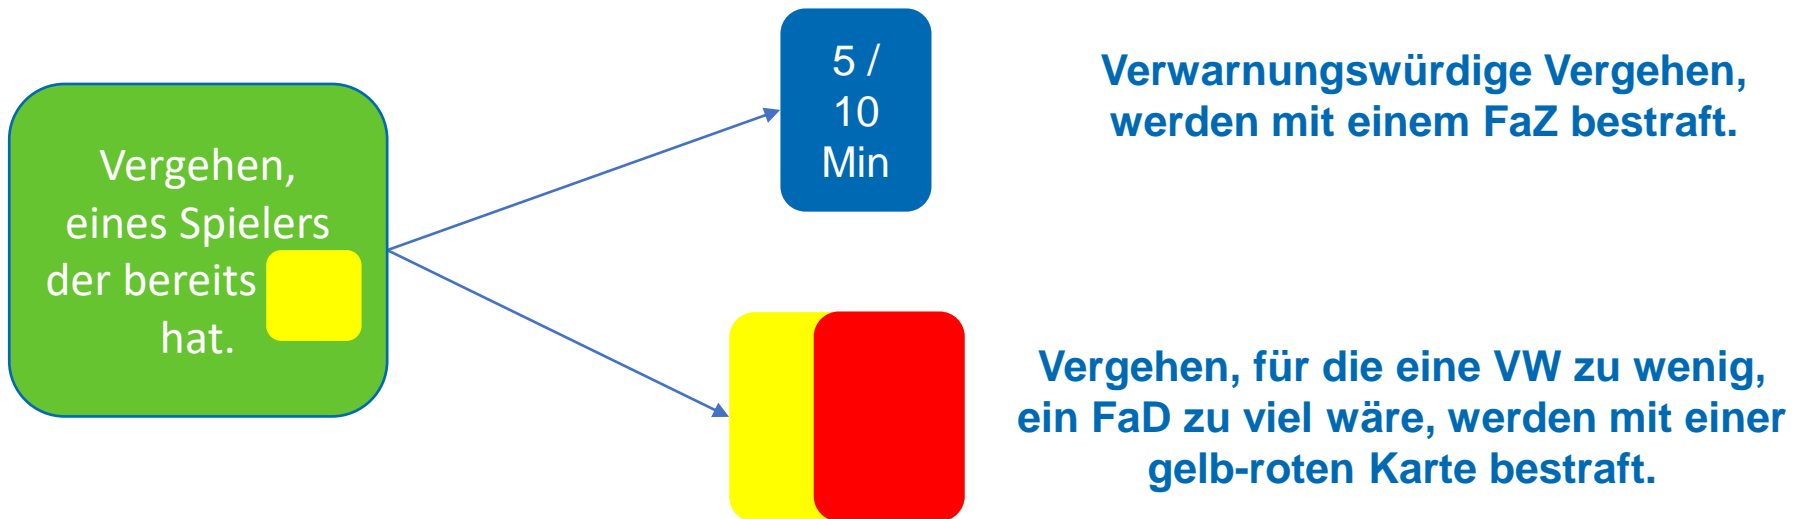 Vergehen,
eines Spielers
der bereits
hat.
5 /
10
Min
Verwarnungswürdige Vergehen,
werden mit einem FaZ bestraft.
Vergehen, für die eine VW zu wenig,
ein FaD zu viel wäre, werden mit einer
gelb-roten Karte bestraft.